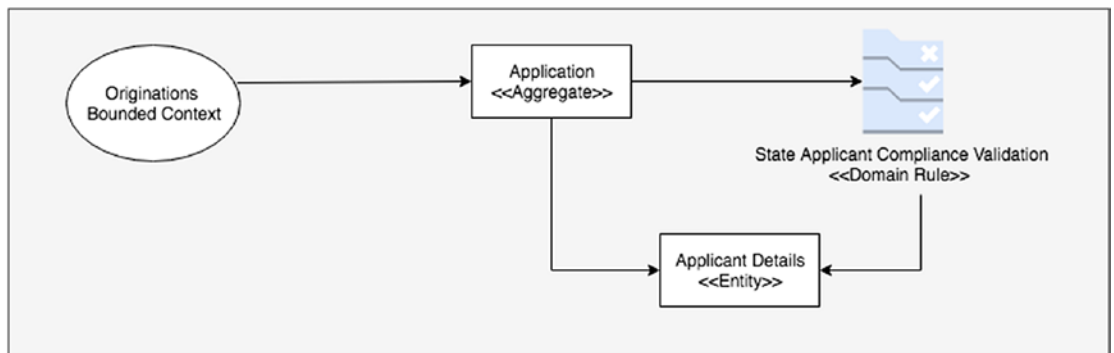 Originations
Bounded Context
Application
<<Aggregate>>
State Applicant Compliance Validation
<<Domain Rule>>
Applicant Details
<<Entity>>